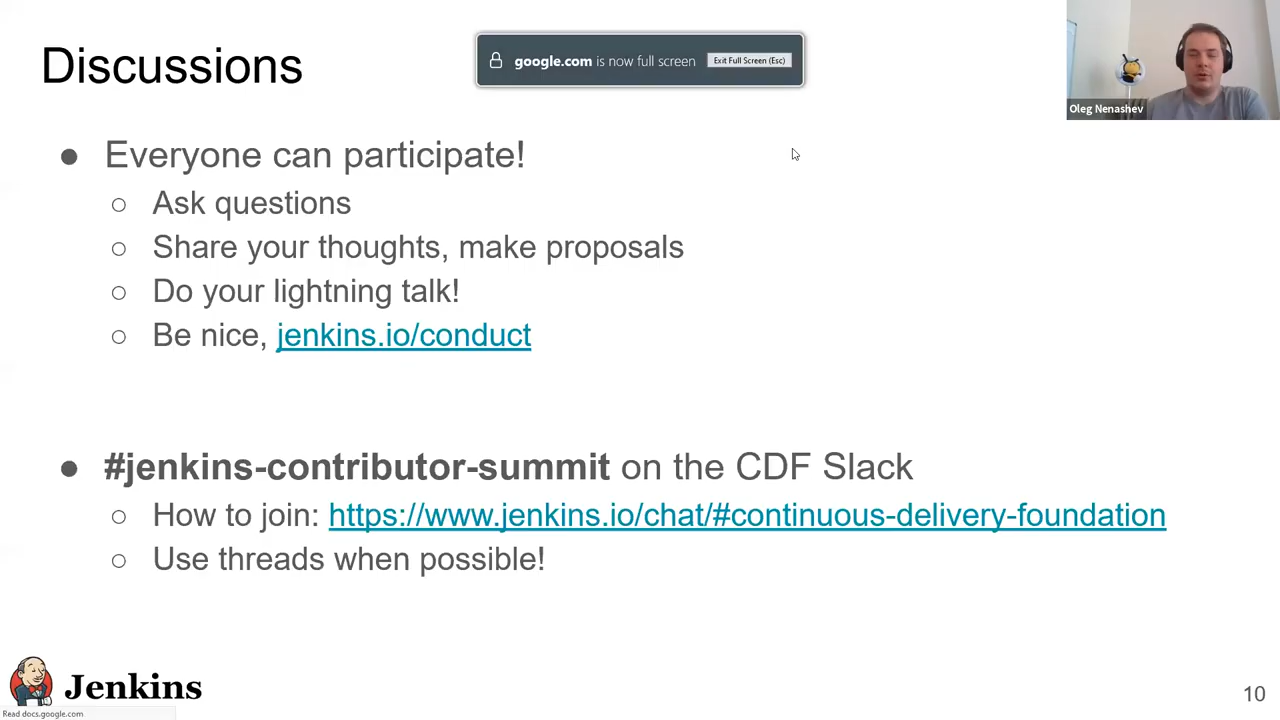 Discussions
google.com is now full screen Exit Full Screen (Esc)
Oleg Nenashev
● Everyone can participate!
○ Ask questions
○ Share your thoughts, make proposals
○ Do your lightning talk!
○ Be nice, jenkins.io/conduct
● #jenkins-contributor-summit on the CDF Slack
○ How to join: https://www.jenkins.io/chat/#continuous-delivery-foundation
○ Use threads when possible!
Jenkins
10
Read docs.google.com